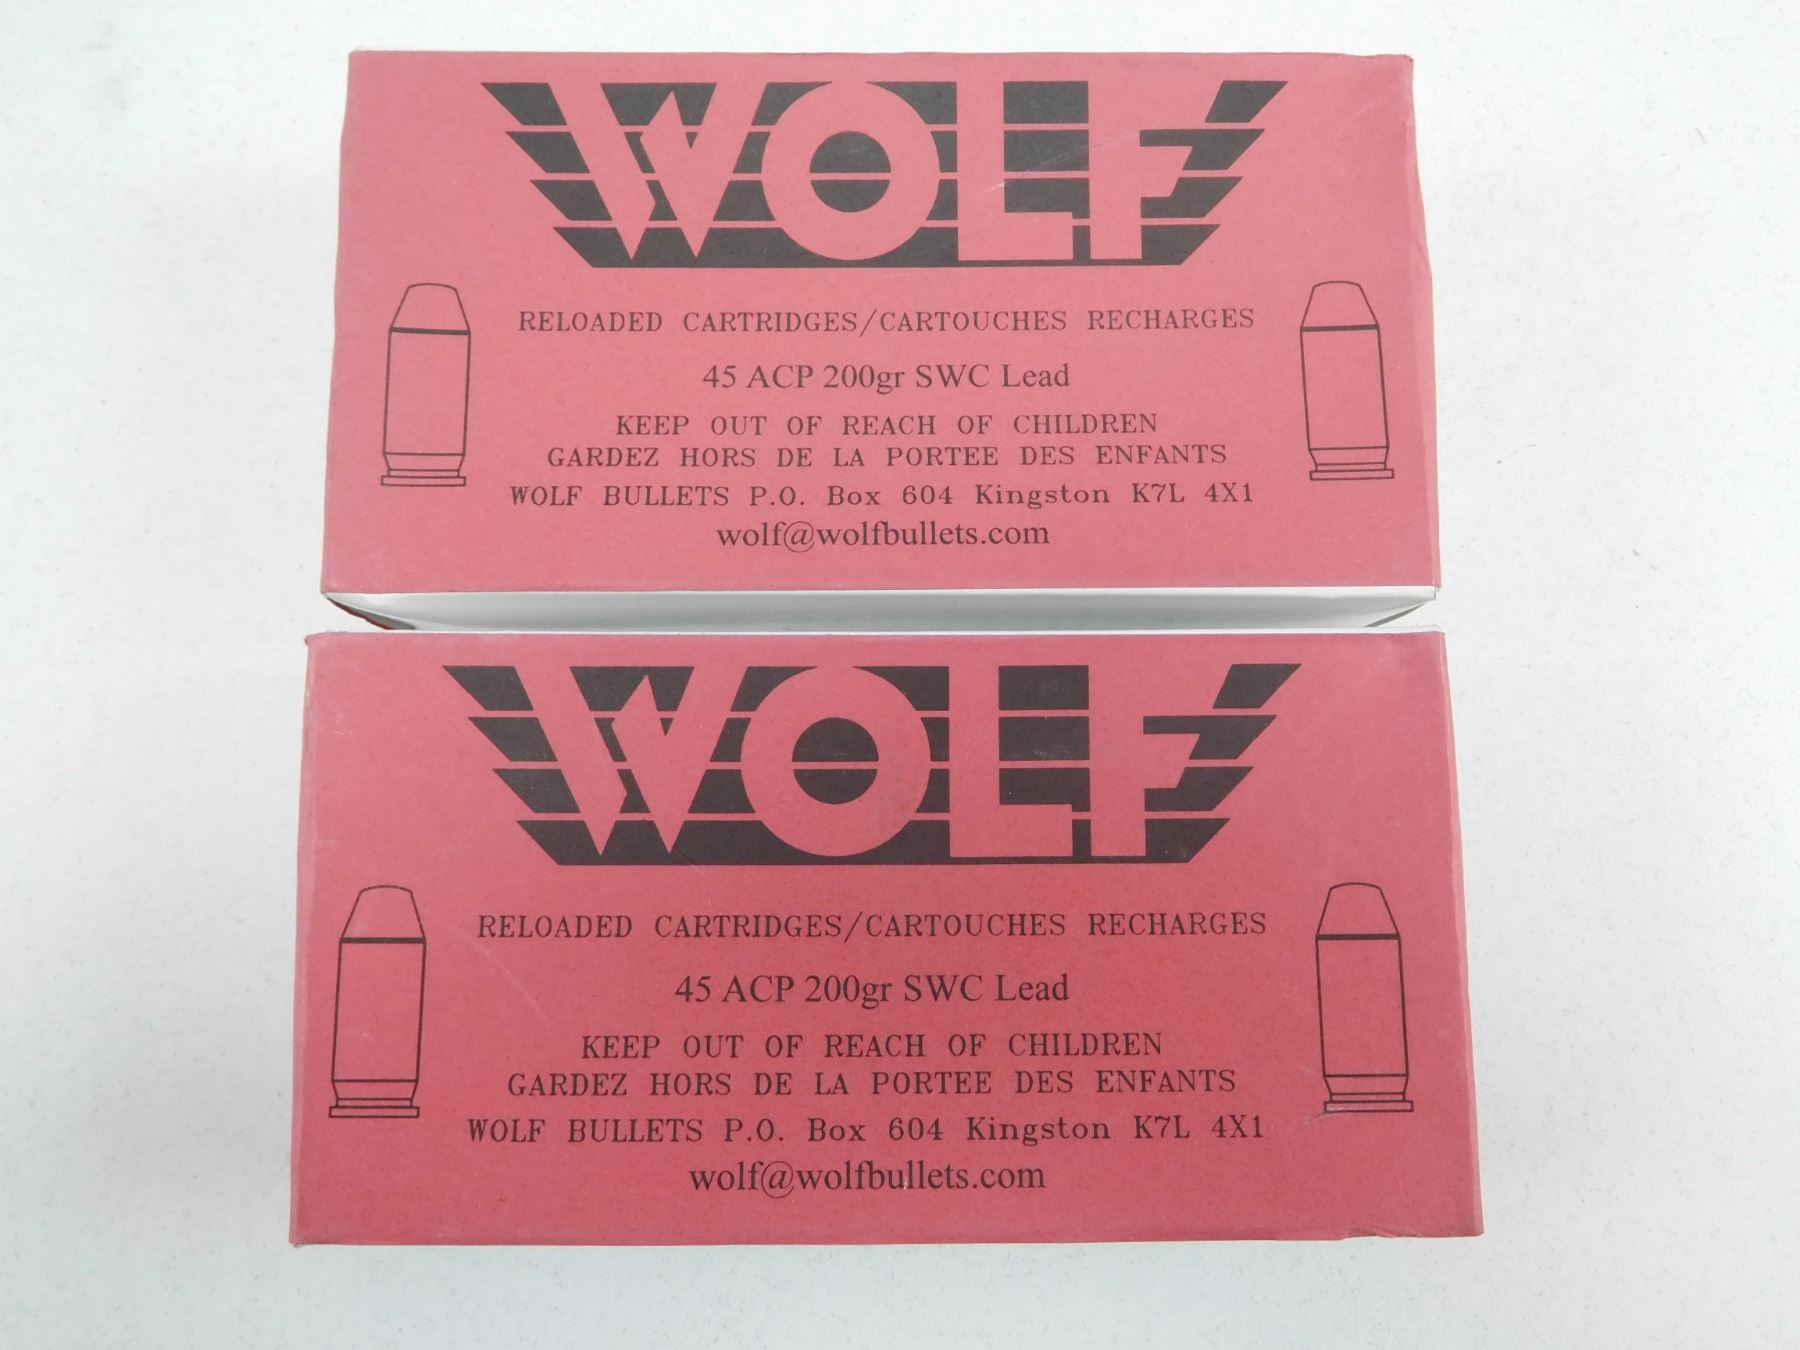 WOLF
RELOADED CARTRIDGES/CARTOUCHES RECHARGES
45 ACP 200gr SWC Lead
KEEP OUT OF REACH OF CHILDREN
GARDEZ HORS DE LA PORTEE DES ENFANTS
WOLF BULLETS P.O. Box 604 Kingston K7L 4X1
wolf@wolfbullets.com
WOLF
RELOADED CARTRIDGES/CARTOUCHES RECHARGES
45 ACP 200gr SWC Lead
KEEP OUT OF REACH OF CHILDREN
GARDEZ HORS DE LA PORTEE DES ENFANTS
WOLF BULLETS P.O. Box 604 Kingston K7L 4X1
wolf@wolfbullets.com